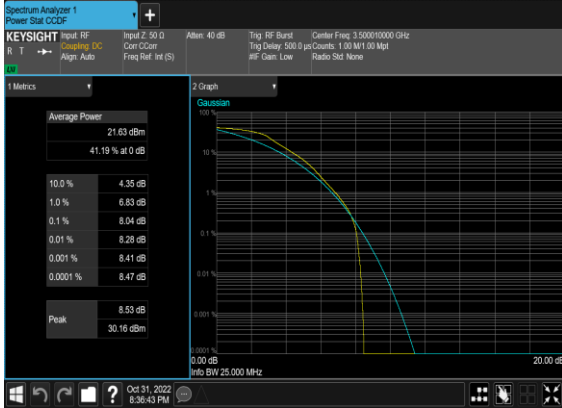 Spectrum Analyzer 1
Power Stat CCDF
+
KEYSIGHT
R T
LXI
Input: RF
Coupling: DC
Align: Auto
Input Z: 50 Ω
Corr CCorr
Freq Ref: Int (S)
Atten: 40 dB
Trig: RF Burst
Trig Delay: 500.0 µs
#IF Gain: Low
Center Freq: 3.500010000 GHz
Counts: 1.00 M/1.00 Mpt
Radio Std: None
1 Metrics
Average Power
21.63 dBm
41.19 % at 0 dB
10.0 % 4.35 dB
1.0 % 6.83 dB
0.1 % 8.04 dB
0.01 % 8.28 dB
0.001 % 8.41 dB
0.0001 % 8.47 dB
Peak
8.53 dB
30.16 dBm
2 Graph
Gaussian
100 %
10 %
1 %
0.1 %
0.01 %
0.001 %
0.0001 %
0.00 dB
20.00 dB
Info BW 25.000 MHz
?
Oct 31, 2022
8:36:43 PM